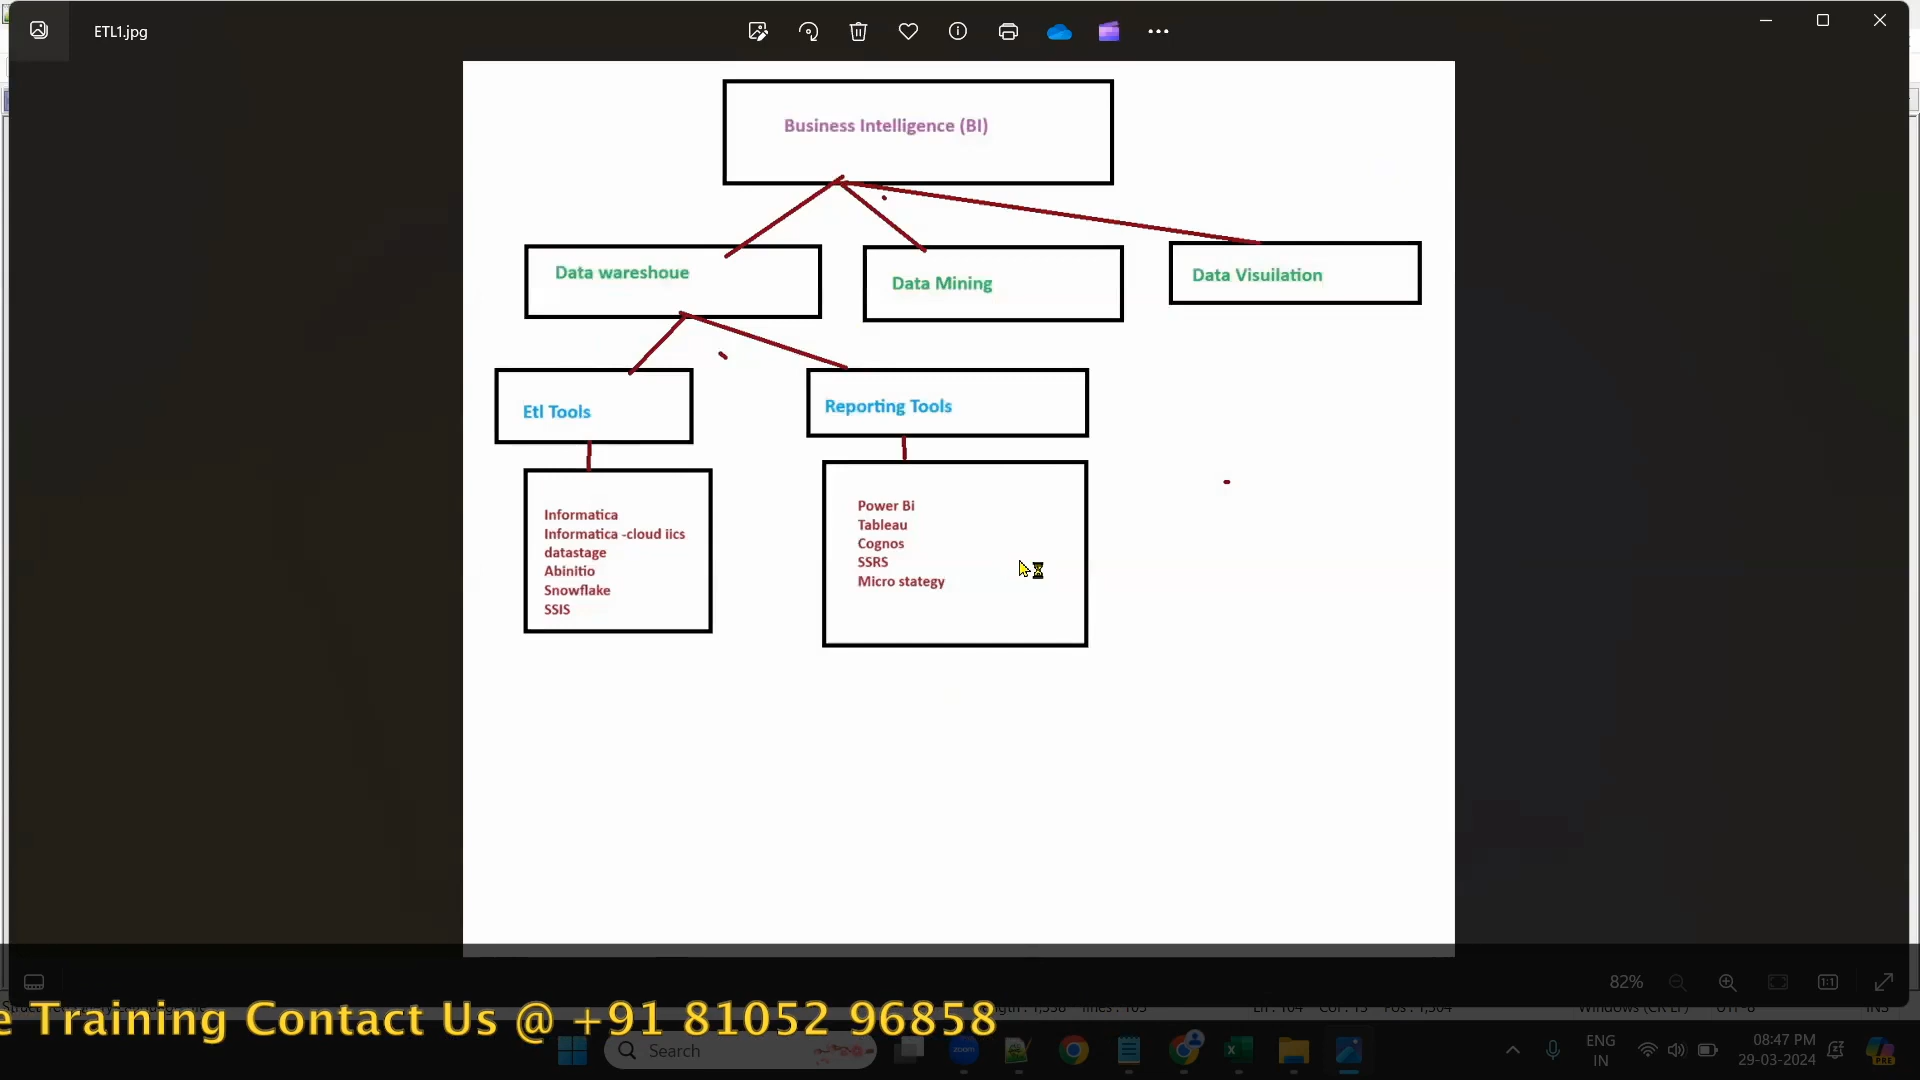 ETL1.jpg
Business Intelligence (BI)
Data wareshoue
Data Mining
Data Visuilation
Etl Tools
Reporting Tools
Informatica
Informatica -cloud iics
datastage
Abinitio
Snowflake
SSIS
Power Bi
Tableau
Cognos
SSRS
Micro stategy
82%
e Training Contact Us @ +91 81052 96858
Search
zoom
ENG
IN
08:47 PM
29-03-2024
PRE